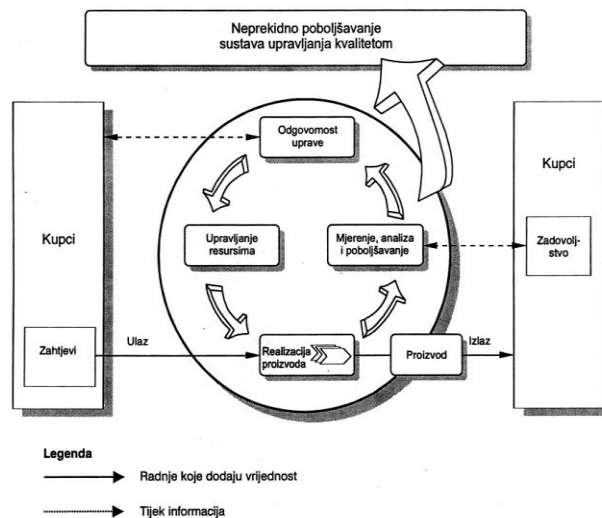 Neprekidno poboljšavanje
sustava upravljanja kvalitetom
Odgovornost
uprave
Kupci
Kupci
Upravljanje
resursima
Mjerenje, analiza
i poboljšavanje
Zadovolj-
stvo
Zahtjevi
Ulaz
Realizacija
proizvoda
Proizvod
Izlaz
Legenda
Radnje koje dodaju vrijednost
Tijek informacija